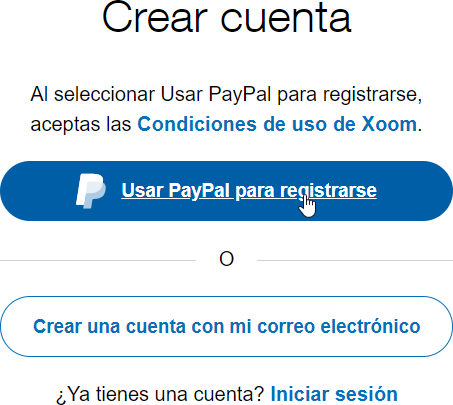 Crear cuenta
Al seleccionar Usar PayPal para registrarse,
aceptas las Condiciones de uso de Xoom.
Usar PayPal para registrarse
O
Crear una cuenta con mi correo electrónico
¿Ya tienes una cuenta? Iniciar sesión